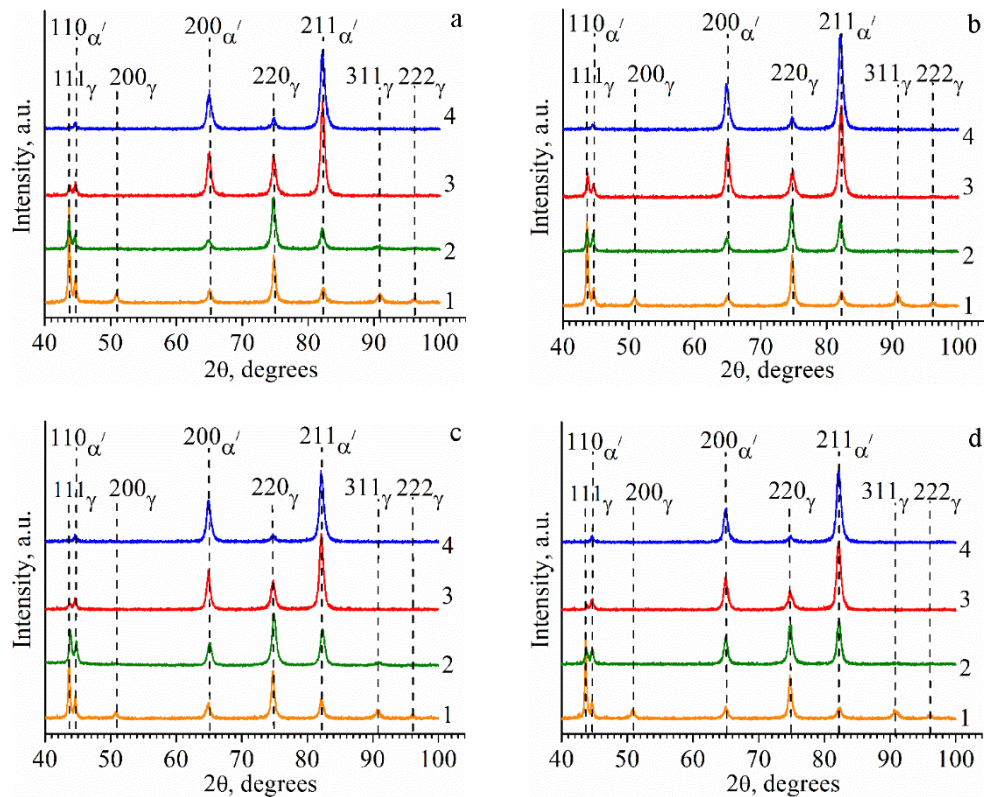 a
110α′ 200α′ 211α′
111γ 200γ 220γ 311γ 222γ
4
3
2
1
Intensity, a.u.
40 50 60 70 80 90 100
2θ, degrees
b
110α′ 200α′ 211α′
111γ 200γ 220γ 311γ 222γ
4
3
2
1
Intensity, a.u.
40 50 60 70 80 90 100
2θ, degrees
c
110α′ 200α′ 211α′
111γ 200γ 220γ 311γ 222γ
4
3
2
1
Intensity, a.u.
40 50 60 70 80 90 100
2θ, degrees
d
110α′ 200α′ 211α′
111γ 200γ 220γ 311γ 222γ
4
3
2
1
Intensity, a.u.
40 50 60 70 80 90 100
2θ, degrees